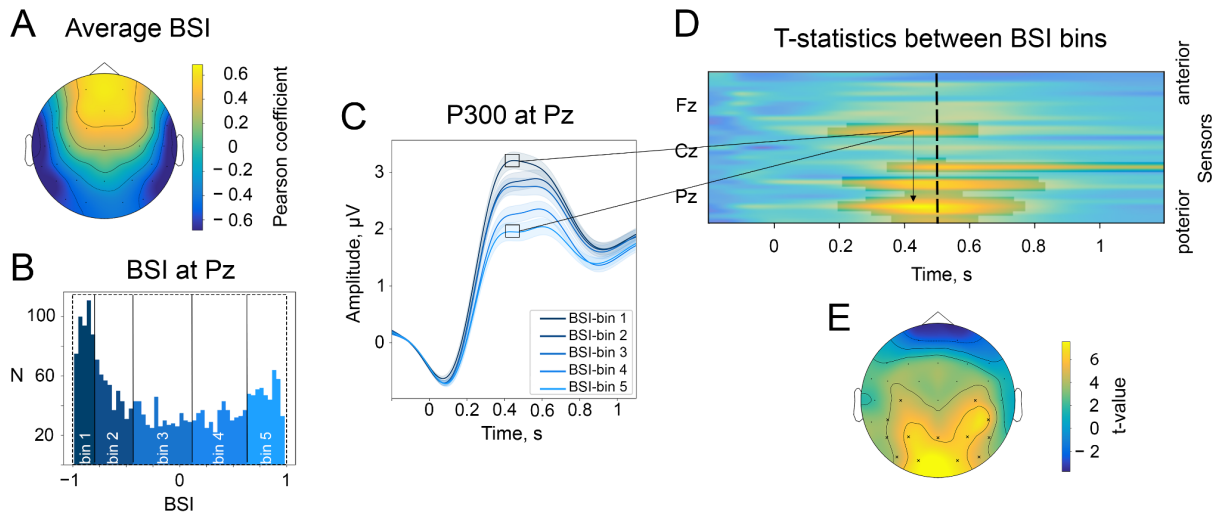 A
Average BSI
0.6
0.4
0.2
0
− 0.2
− 0.4
− 0.6
Pearson coefficient
B
BSI at Pz
100
60
20
N
bin 1
bin 2
bin 3
bin 4
bin 5
−1
0
1
BSI
C
P300 at Pz
3
2
1
0
Amplitude, µV
BSI-bin 1
BSI-bin 2
BSI-bin 3
BSI-bin 4
BSI-bin 5
0
0.2
0.4
0.6
0.8
1
Time, s
D
T-statistics between BSI bins
Fz
Cz
Pz
anterior
Sensors
poterior
0
0.2
0.4
0.6
0.8
1
Time, s
E
6
4
2
0
− 2
t-value